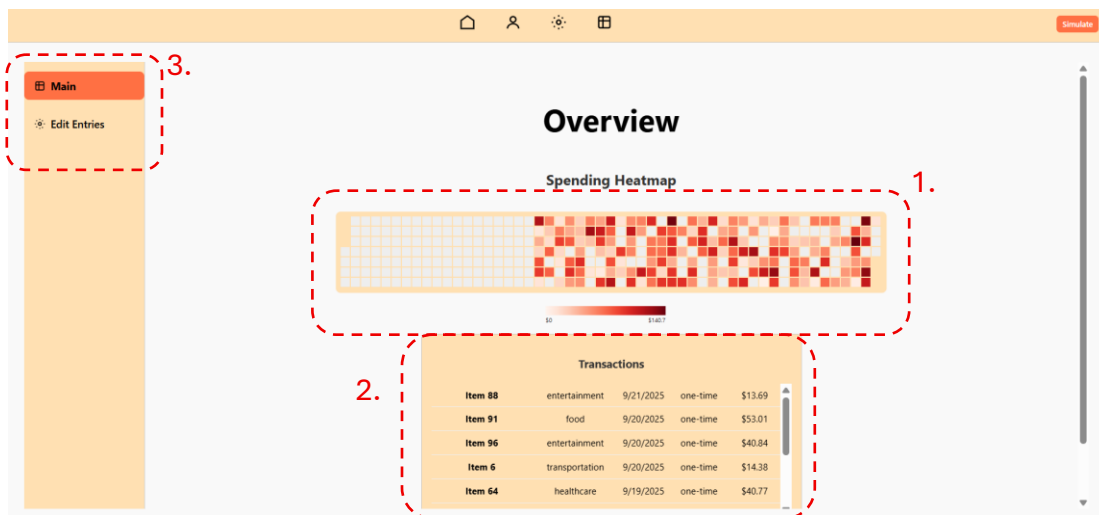 Simulate
3.
Main
Edit Entries
Overview
Spending Heatmap
1.
$0 $140.7
2.
Transactions
Item 88 entertainment 9/21/2025 one-time $13.69
Item 91 food 9/20/2025 one-time $53.01
Item 96 entertainment 9/20/2025 one-time $40.84
Item 6 transportation 9/20/2025 one-time $14.38
Item 64 healthcare 9/19/2025 one-time $40.77